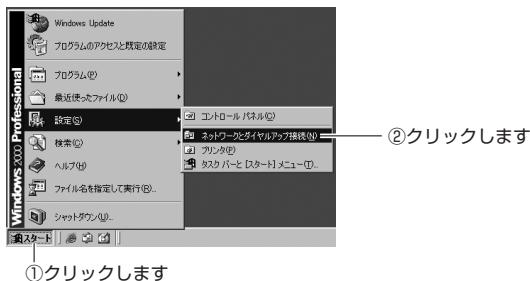 Windows Update
プログラムのアクセスと既定の設定
プログラム(P)
最近使ったファイル(D)
設定(S)
検索(C)
ヘルプ(H)
ファイル名を指定して実行(R)...
シャットダウン(U)...
Windows 2000 Professional
コントロール パネル(C)
ネットワークとダイヤルアップ接続(N)
プリンタ(P)
タスク バーと [スタート] メニュー(T)...
②クリックします
スタート
①クリックします